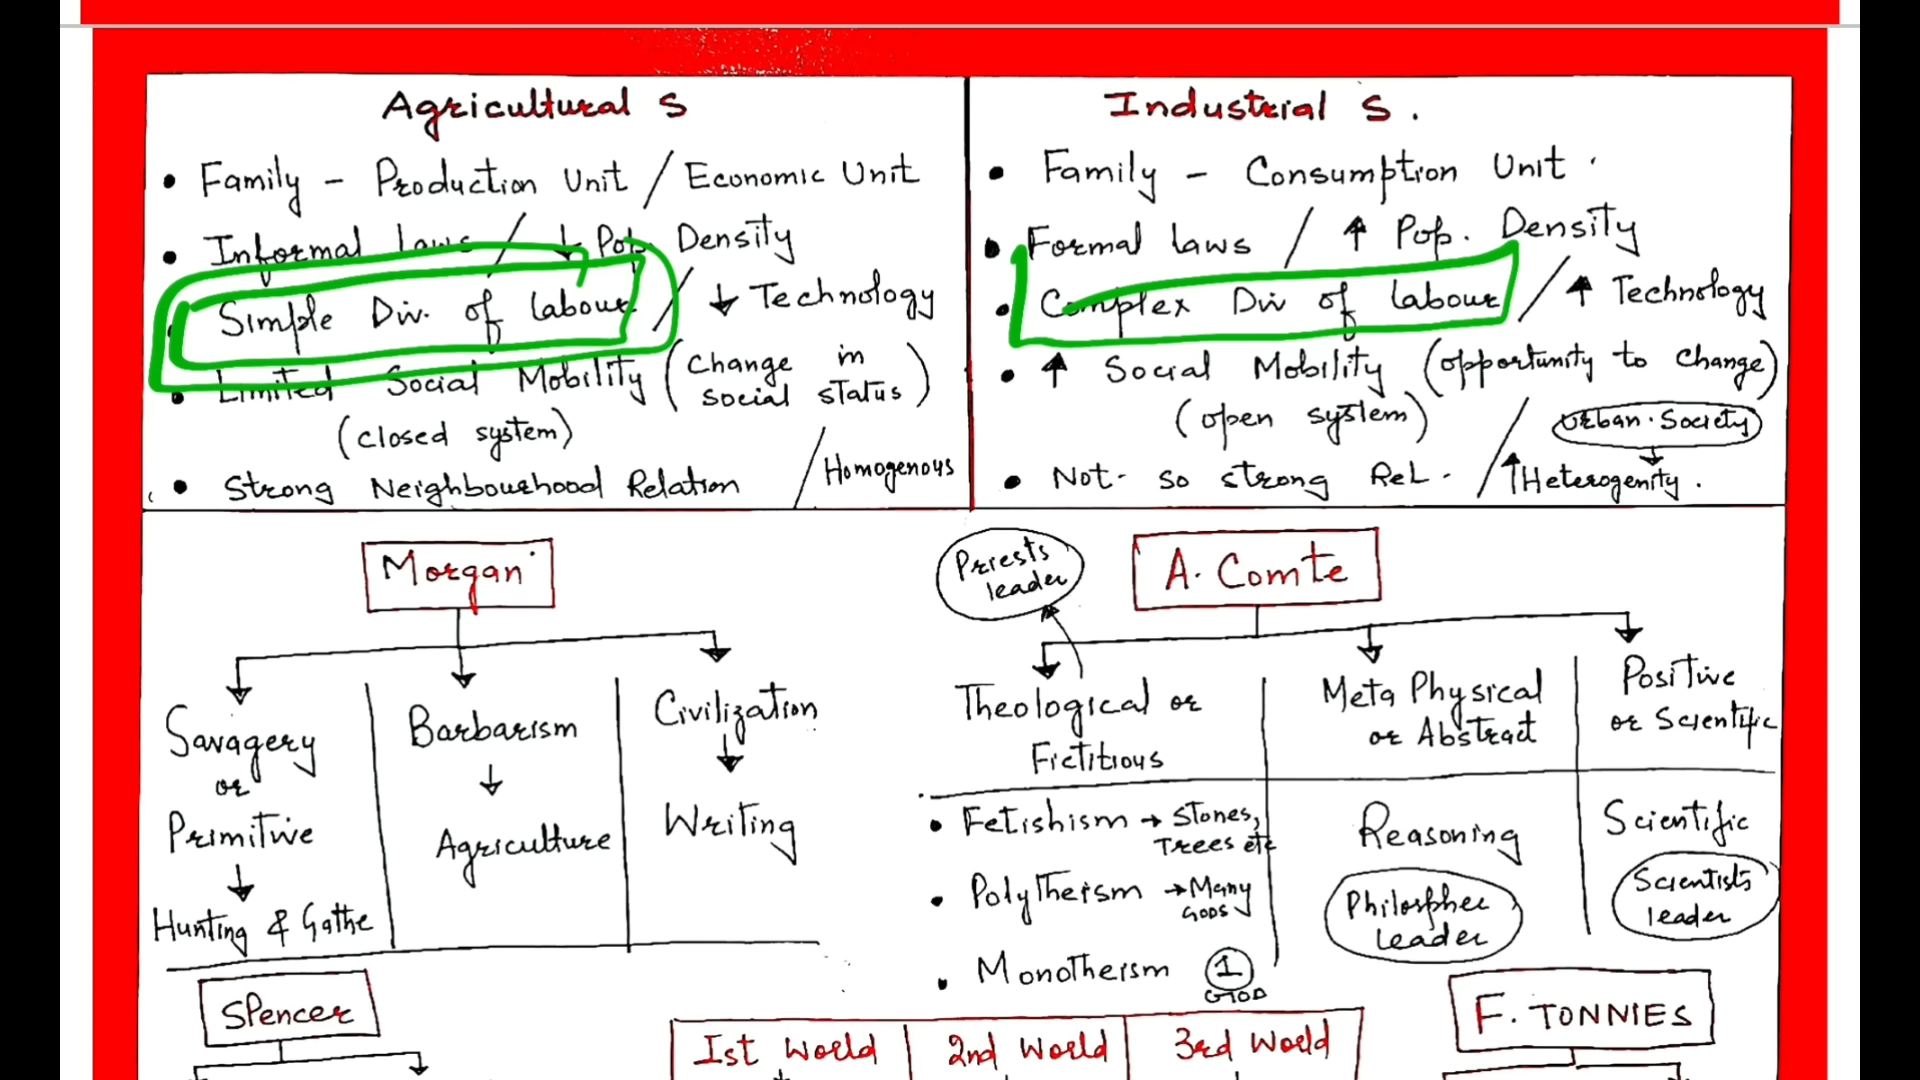 Agricultural S
• Family - Production Unit / Economic Unit
• Informal Laws / ↓ Pop. Density
Simple Div. of labour / ↓ Technology
• Limited Social Mobility (Change in social status)
(closed system)
• Strong Neighbourhood Relation / Homogenous
Industrial S.
• Family - Consumption Unit.
• Formal laws / ↑ Pop. Density
• Complex Div of labour / ↑ Technology
• ↑ Social Mobility (opportunity to change)
(open system) / Urban. Society
• Not- so strong Rel. / ↑ Heterogenity.
Morgan
Savagery
or
Primitive
Hunting & Gathe
Barbarism
Agriculture
Civilization
Writing
A. Comte
Priests
leader
Theological or
Fictitious
• Fetishism → Stones,
Trees etc
• Polytheism → Many
Gods
• Monotheism 1
GOD
Meta Physical
or Abstract
Reasoning
Philospher
leader
Positive
or Scientific
Scientific
Scientists
leader
Spencer
Ist World
2nd World
3rd World
F. TONNIES